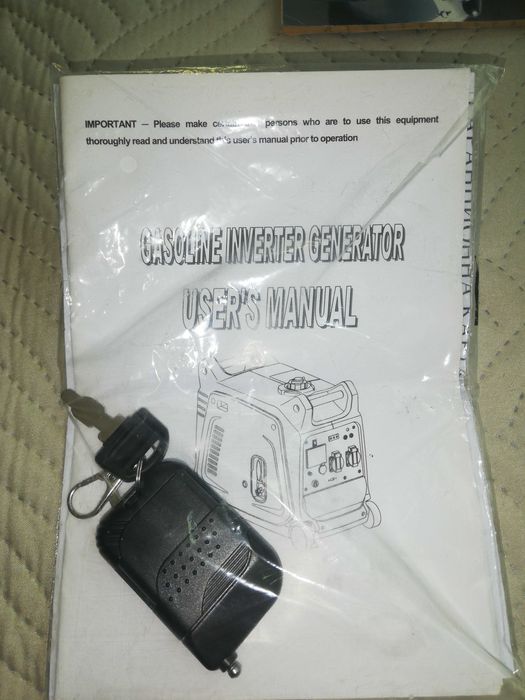 IMPORTANT — Please make persons who are to use this equipment
thoroughly read and understand this user's manual prior to operation
GASOLINE INVERTER GENERATOR
USER'S MANUAL